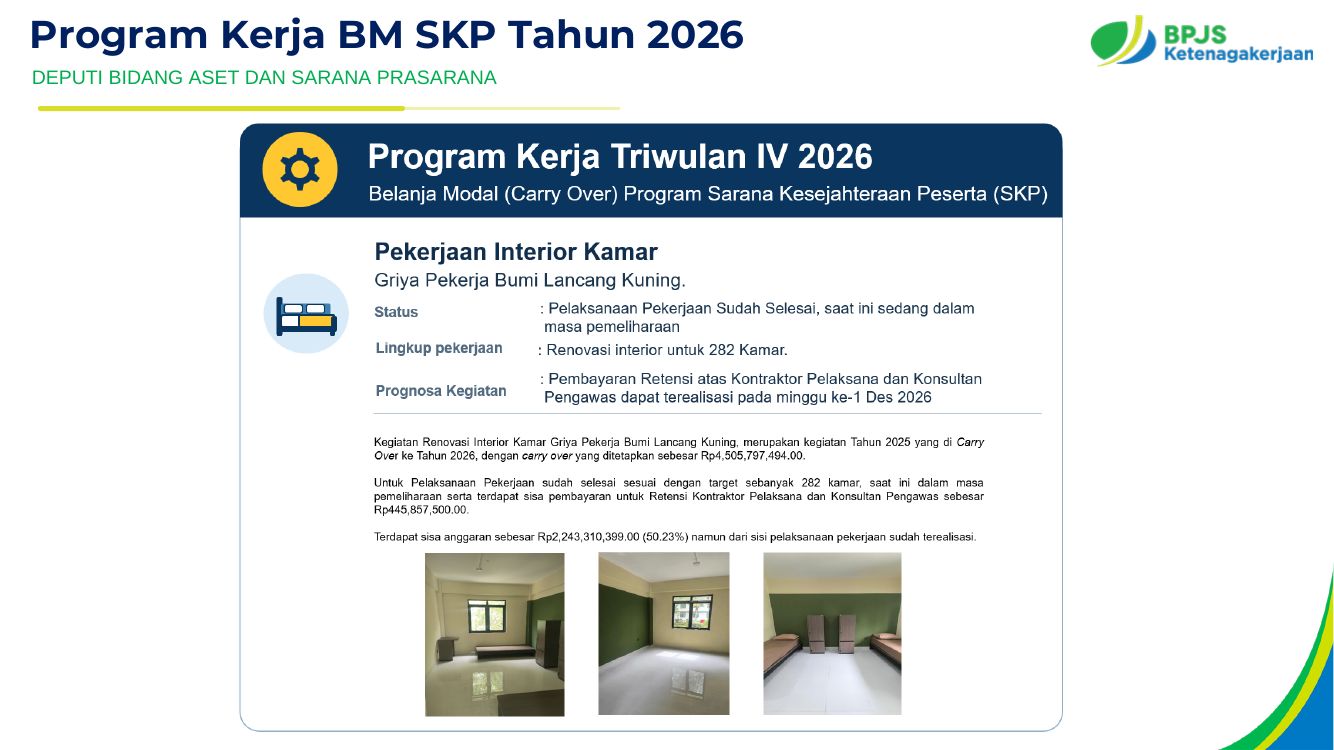 Program Kerja BM SKP Tahun 2026
DEPUTI BIDANG ASET DAN SARANA PRASARANA
BPJS
Ketenagakerjaan
Program Kerja Triwulan IV 2026
Belanja Modal (Carry Over) Program Sarana Kesejahteraan Peserta (SKP)
Pekerjaan Interior Kamar
Griya Pekerja Bumi Lancang Kuning.
Status : Pelaksanaan Pekerjaan Sudah Selesai, saat ini sedang dalam
masa pemeliharaan
Lingkup pekerjaan : Renovasi interior untuk 282 Kamar.
Prognosa Kegiatan : Pembayaran Retensi atas Kontraktor Pelaksana dan Konsultan
Pengawas dapat terealisasi pada minggu ke-1 Des 2026
Kegiatan Renovasi Interior Kamar Griya Pekerja Bumi Lancang Kuning, merupakan kegiatan Tahun 2025 yang di Carry
Over ke Tahun 2026, dengan carry over yang ditetapkan sebesar Rp4,505,797,494.00.
Untuk Pelaksanaan Pekerjaan sudah selesai sesuai dengan target sebanyak 282 kamar, saat ini dalam masa
pemeliharaan serta terdapat sisa pembayaran untuk Retensi Kontraktor Pelaksana dan Konsultan Pengawas sebesar
Rp445,857,500.00.
Terdapat sisa anggaran sebesar Rp2,243,310,399.00 (50.23%) namun dari sisi pelaksanaan pekerjaan sudah terealisasi.